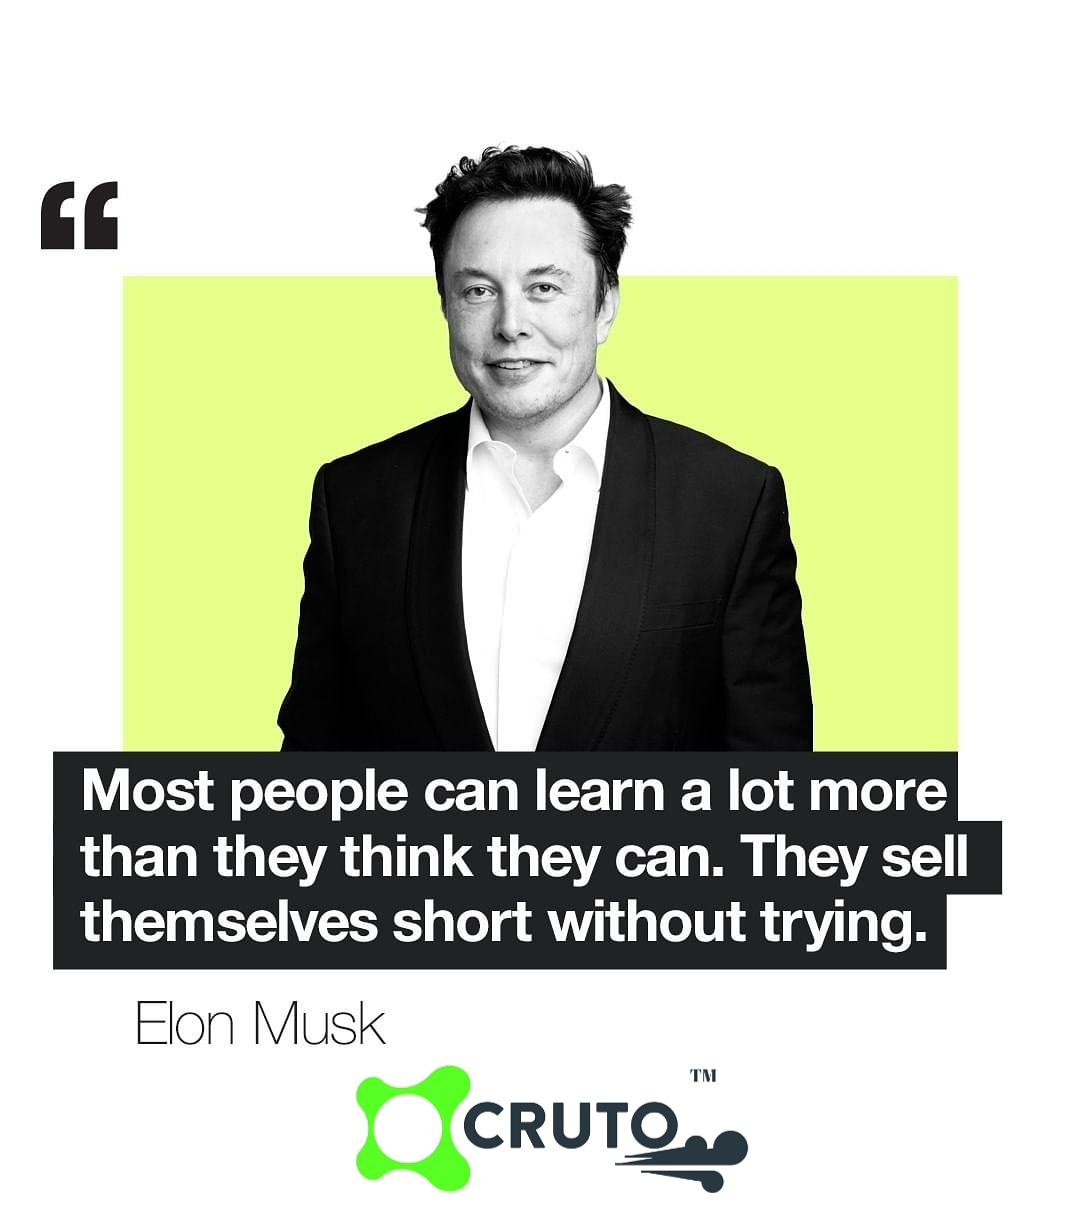 “
Most people can learn a lot more
than they think they can. They sell
themselves short without trying.
Elon Musk
TM
CRUTO